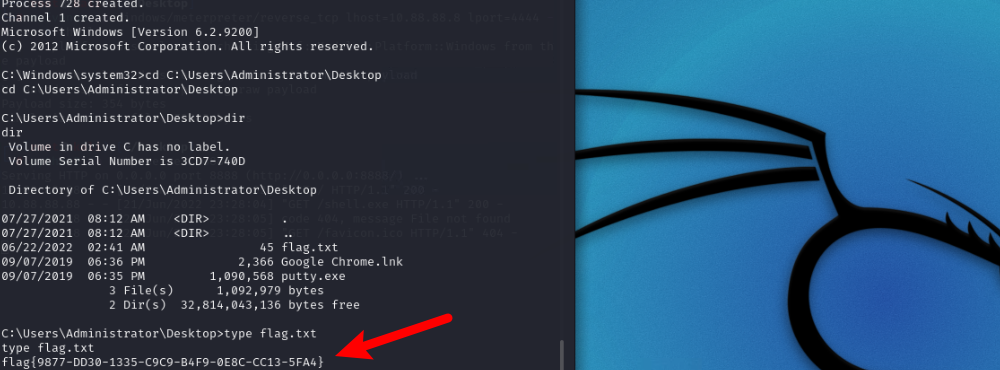 Process 728 created.
Channel 1 created.
Microsoft Windows [Version 6.2.9200]
(c) 2012 Microsoft Corporation. All rights reserved.
C:\Windows\system32>cd C:\Users\Administrator\Desktop
cd C:\Users\Administrator\Desktop
C:\Users\Administrator\Desktop>dir
dir
 Volume in drive C has no label.
 Volume Serial Number is 3CD7-740D
 Directory of C:\Users\Administrator\Desktop
07/27/2021  08:12 AM    <DIR>          .
07/27/2021  08:12 AM    <DIR>          ..
06/22/2022  02:41 AM                45 flag.txt
09/07/2019  06:36 PM             2,366 Google Chrome.lnk
09/07/2019  06:35 PM         1,090,568 putty.exe
               3 File(s)      1,092,979 bytes
               2 Dir(s)  32,814,043,136 bytes free
C:\Users\Administrator\Desktop>type flag.txt
type flag.txt
flag{9877-DD30-1335-C9C9-B4F9-0E8C-CC13-5FA4}